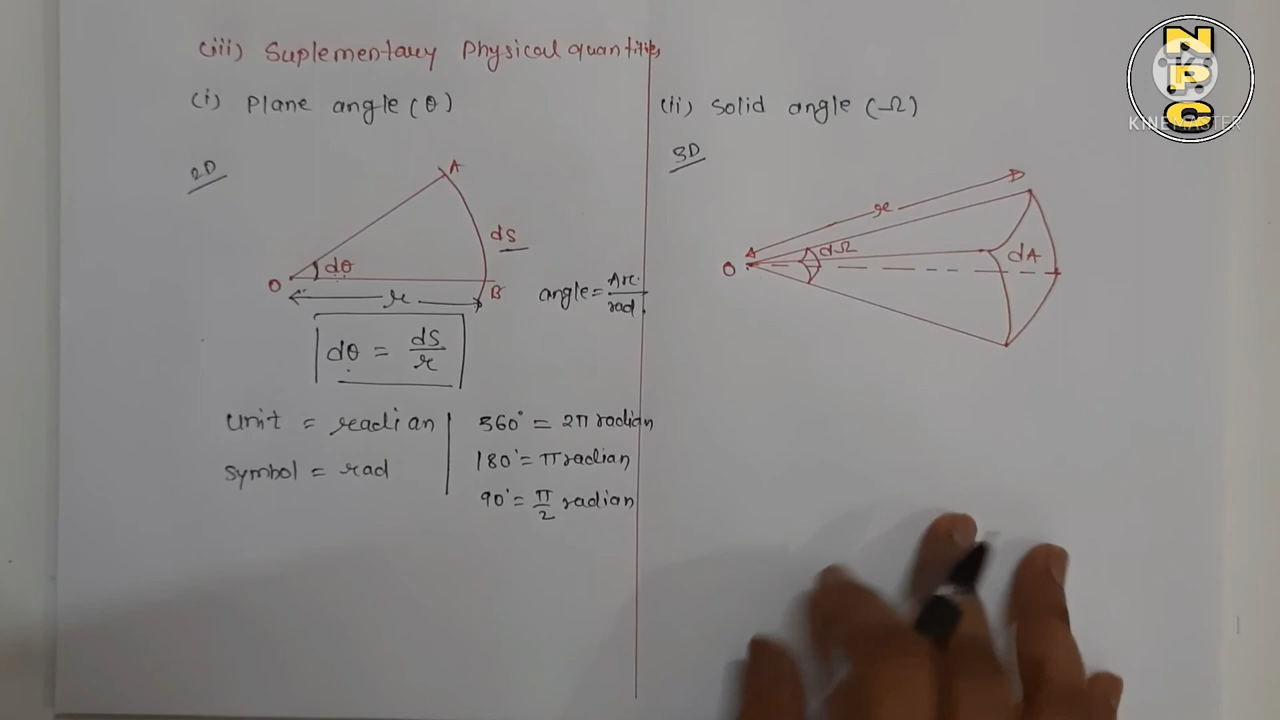 (iii) Suplementary Physical quantities
(i) Plane angle (θ)
2D
A
ds
dθ
O
B
r
angle = Arc / rad.
dθ = ds / r
unit = readian
symbol = rad
360° = 2π radian
180° = π radian
90° = π/2 radian
(ii) Solid angle (Ω)
3D
r
dΩ
dA
O
NPC
KINEMASTER